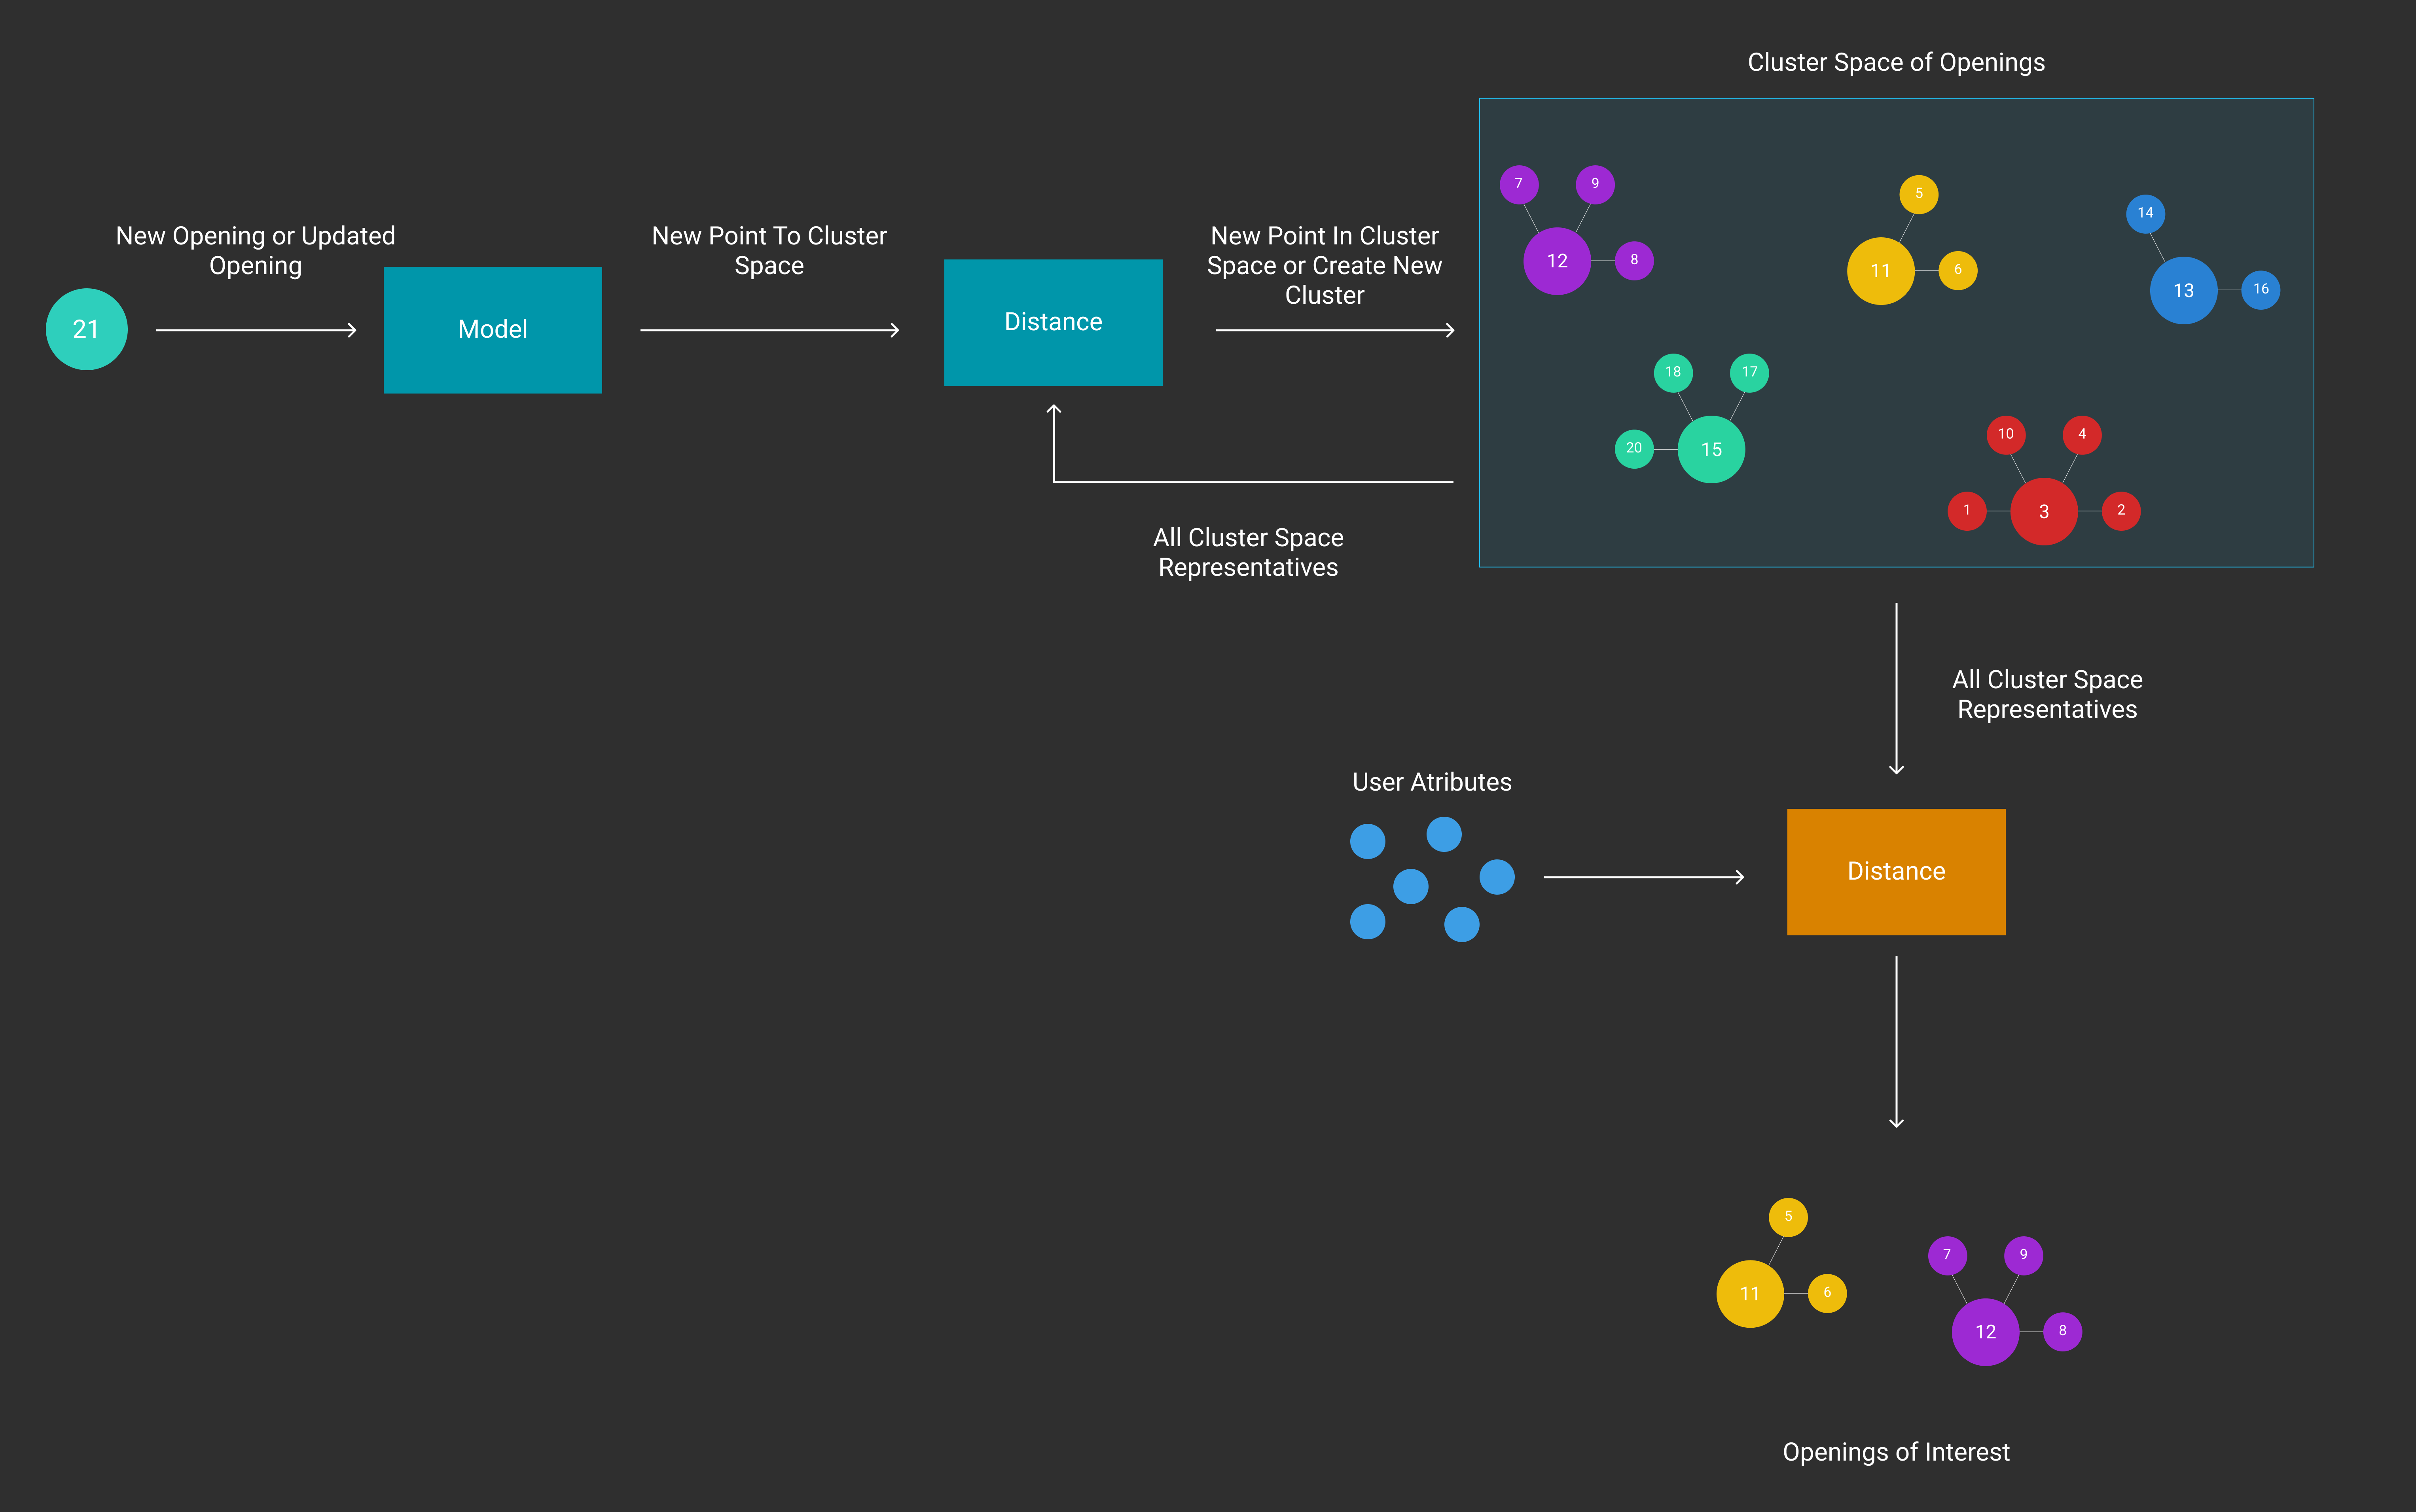 Cluster Space of Openings
New Opening or Updated
Opening
21
Model
New Point To Cluster
Space
Distance
New Point In Cluster
Space or Create New
Cluster
All Cluster Space
Representatives
7
9
12
8
5
11
6
14
13
16
18
17
20
15
10
4
1
3
2
All Cluster Space
Representatives
User Atributes
Distance
5
11
6
7
9
12
8
Openings of Interest